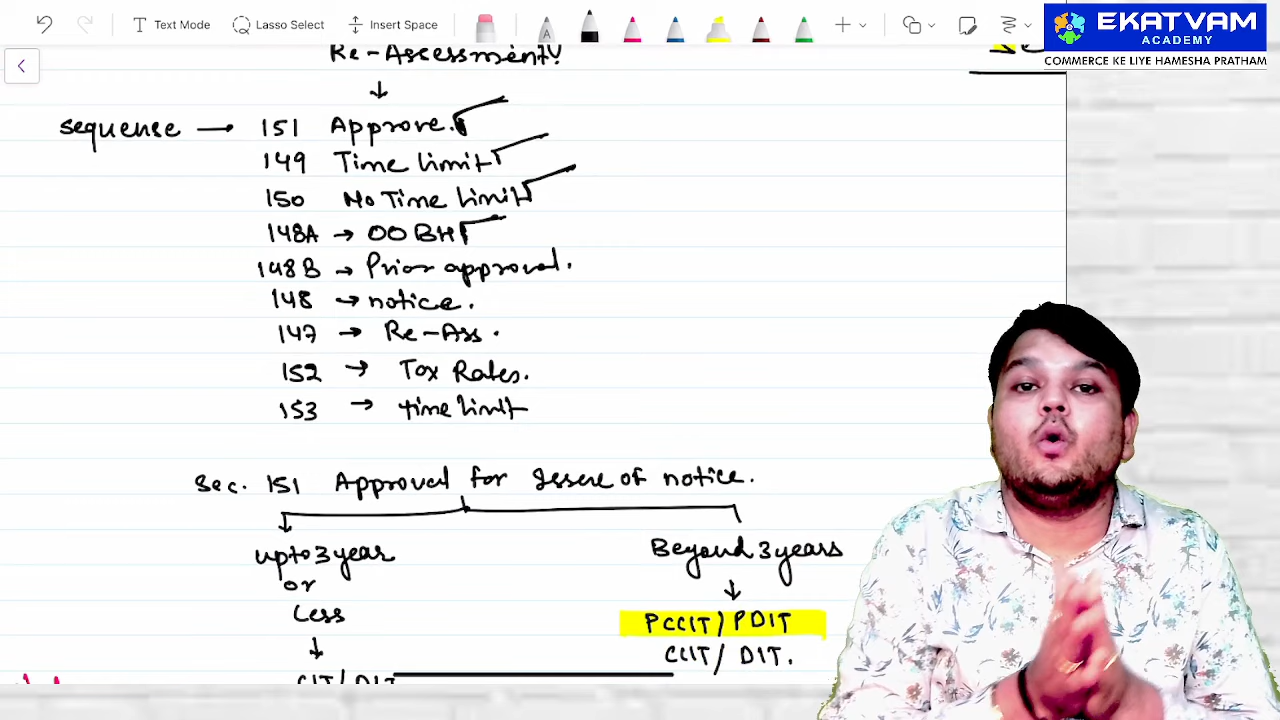 Text Mode
Lasso Select
Insert Space
EKATVAM
ACADEMY
COMMERCE KE LIYE HAMESHA PRATHAM
Re-Assessment!
sequense → 151 Approve.
149 Time limit
150 No Time Limit
148A → OOBH
148B → Prior approval.
148 → notice.
147 → Re-Ass.
152 → Tax Rates.
153 → time limit
Sec. 151 Approval for Issue of notice.
upto 3 year
or
Less
CIT/ DIT
Beyond 3 years
PCCIT/ PDIT
CCIT/ DIT.